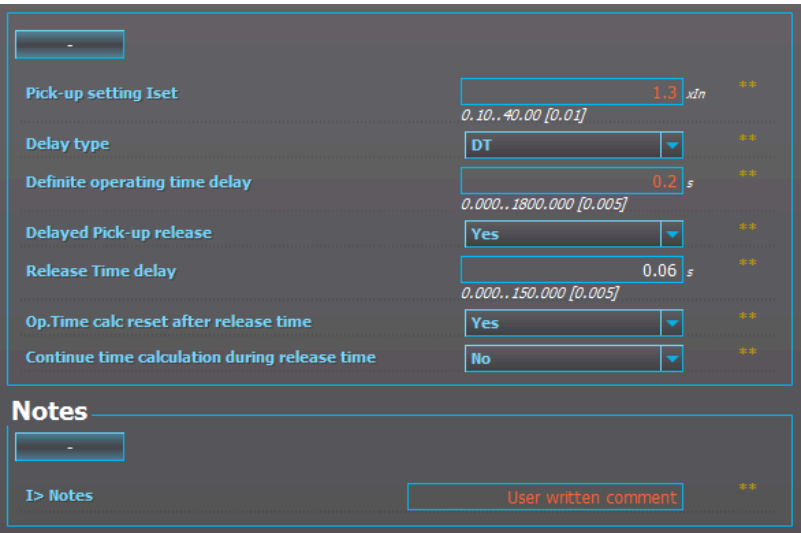 -
Pick-up setting Iset 1.3 xIn **
0.10..40.00 [0.01]
Delay type DT **
Definite operating time delay 0.2 s **
0.000..1800.000 [0.005]
Delayed Pick-up release Yes **
Release Time delay 0.06 s **
0.000..150.000 [0.005]
Op.Time calc reset after release time Yes **
Continue time calculation during release time No **
Notes
-
I> Notes User written comment **